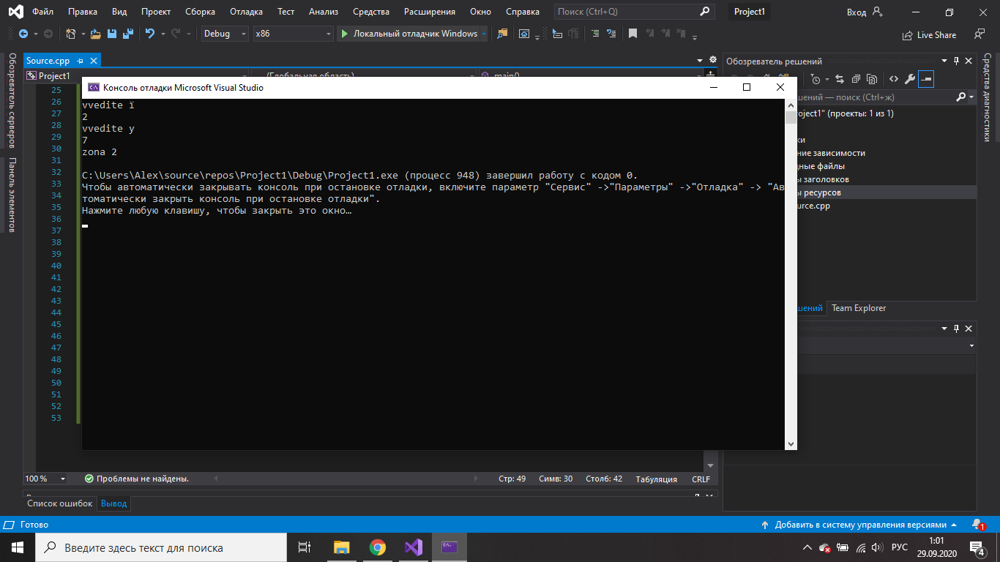 Файл Правка Вид Проект Сборка Отладка Тест Анализ Средства Расширения Окно Справка Поиск (Ctrl+Q) Project1 Вход
Debug x86 Локальный отладчик Windows Live Share
Обозреватель серверов
Панель элементов
Source.cpp
Project1 (Глобальная область) main()
Консоль отладки Microsoft Visual Studio
vvedite ї
2
vvedite y
7
zona 2
C:\Users\Alex\source\repos\Project1\Debug\Project1.exe (процесс 948) завершил работу с кодом 0.
Чтобы автоматически закрывать консоль при остановке отладки, включите параметр "Сервис" ->"Параметры" ->"Отладка" -> "Ав
томатически закрыть консоль при остановке отладки".
Нажмите любую клавишу, чтобы закрыть это окно…
25
26
27
28
29
30
31
32
33
34
35
36
37
38
39
40
41
42
43
44
45
46
47
48
49
50
51
52
53
100 % Проблемы не найдены. Стр: 49 Симв: 30 Столб: 42 Табуляция CRLF
Список ошибок Вывод
Обозреватель решений
шений — поиск (Ctrl+ж)
oject1" (проекты: 1 из 1)
ки
ние зависимости
дные файлы
ы заголовков
ы ресурсов
urce.cpp
шений Team Explorer
Средства диагностики
Готово Добавить в систему управления версиями 1
Введите здесь текст для поиска РУС 1:01
29.09.2020 4